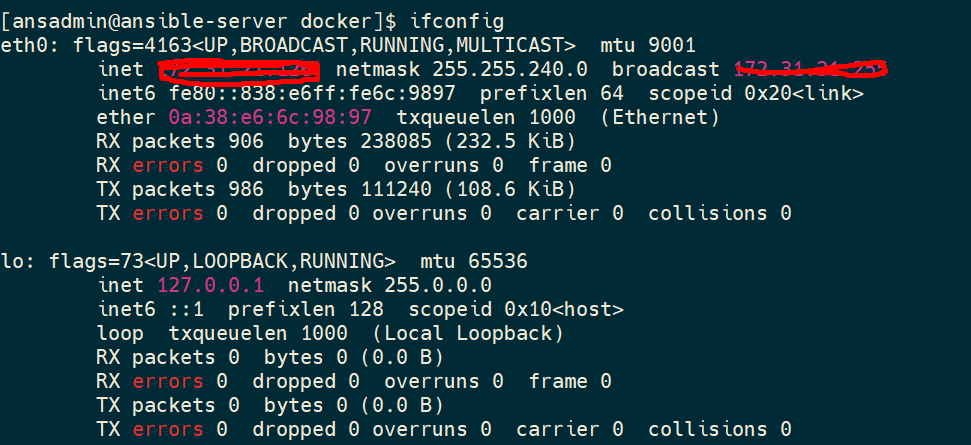 [ansadmin@ansible-server docker]$ ifconfig
eth0: flags=4163<UP,BROADCAST,RUNNING,MULTICAST>  mtu 9001
inet netmask 255.255.240.0  broadcast
inet6 fe80::838:e6ff:fe6c:9897  prefixlen 64  scopeid 0x20<link>
ether 0a:38:e6:6c:98:97  txqueuelen 1000  (Ethernet)
RX packets 906  bytes 238085 (232.5 KiB)
RX errors 0  dropped 0  overruns 0  frame 0
TX packets 986  bytes 111240 (108.6 KiB)
TX errors 0  dropped 0 overruns 0  carrier 0  collisions 0
lo: flags=73<UP,LOOPBACK,RUNNING>  mtu 65536
inet 127.0.0.1  netmask 255.0.0.0
inet6 ::1  prefixlen 128  scopeid 0x10<host>
loop  txqueuelen 1000  (Local Loopback)
RX packets 0  bytes 0 (0.0 B)
RX errors 0  dropped 0  overruns 0  frame 0
TX packets 0  bytes 0 (0.0 B)
TX errors 0  dropped 0 overruns 0  carrier 0  collisions 0